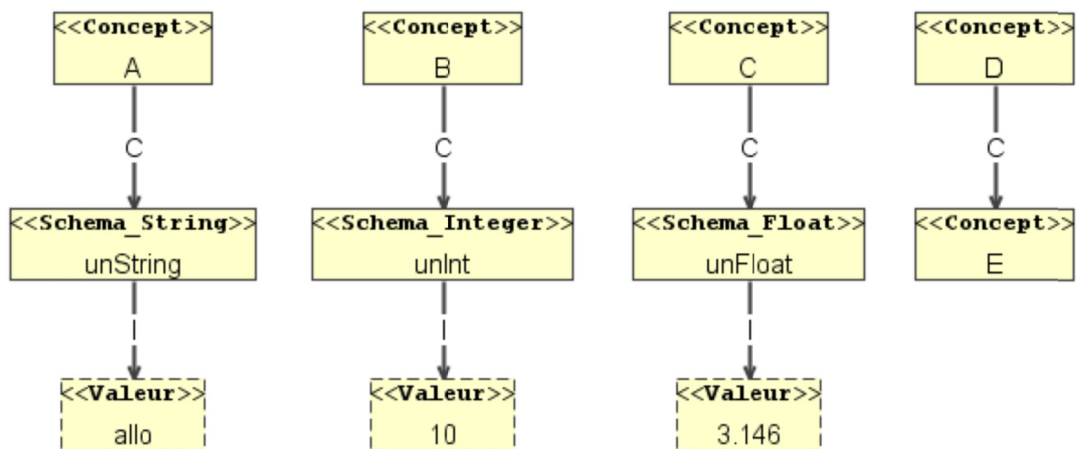 <<Concept>>
A
<<Concept>>
B
<<Concept>>
C
<<Concept>>
D
C
C
C
C
<<Schema_String>>
unString
<<Schema_Integer>>
unInt
<<Schema_Float>>
unFloat
<<Concept>>
E
I
I
I
<<Valeur>>
allo
<<Valeur>>
10
<<Valeur>>
3.146